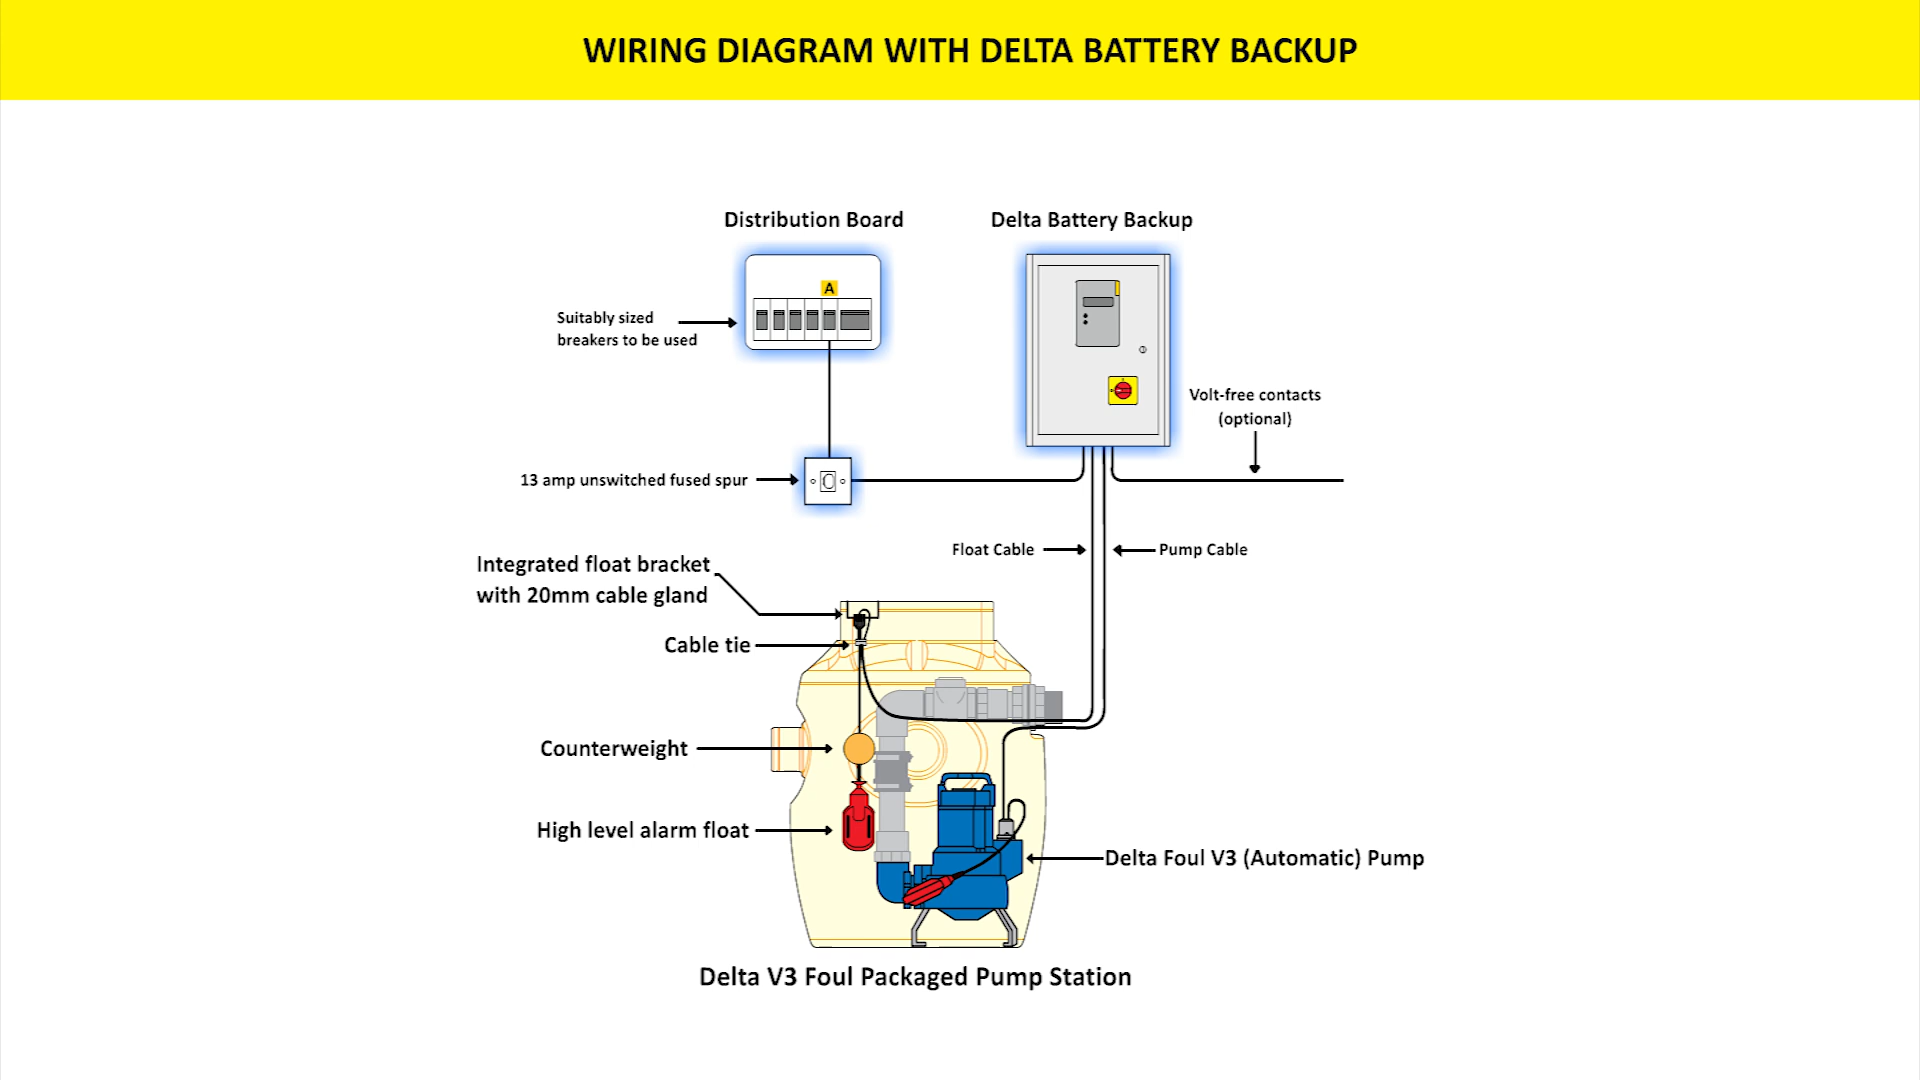 WIRING DIAGRAM WITH DELTA BATTERY BACKUP
Distribution Board
Delta Battery Backup
A
Suitably sized
breakers to be used
Volt-free contacts
(optional)
13 amp unswitched fused spur
Float Cable
Pump Cable
Integrated float bracket
with 20mm cable gland
Cable tie
Counterweight
High level alarm float
Delta Foul V3 (Automatic) Pump
Delta V3 Foul Packaged Pump Station